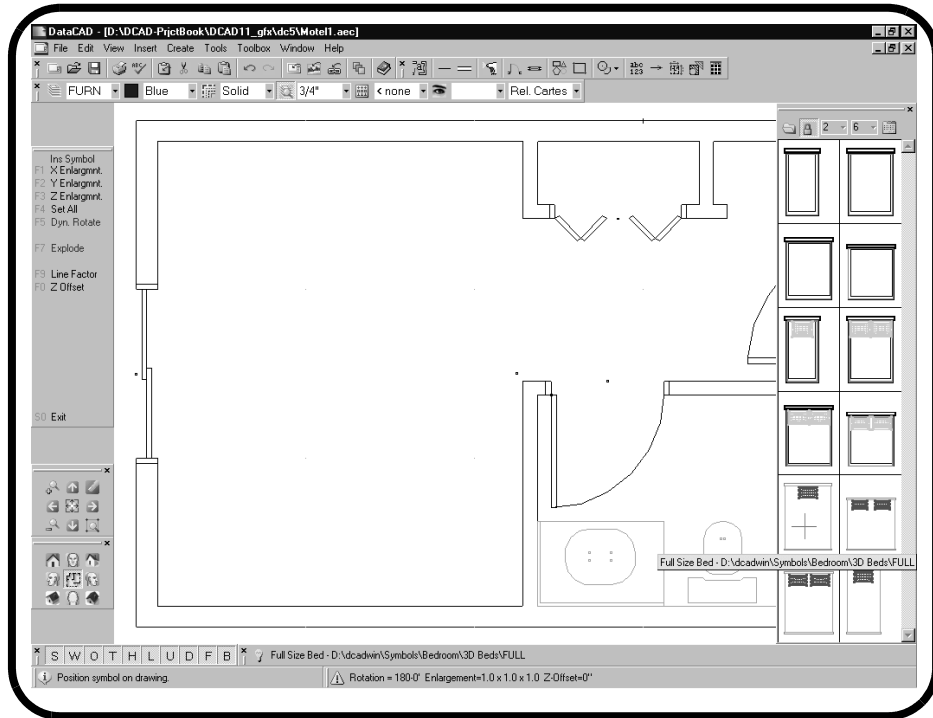 DataCAD - [D:\DCAD-PrjctBook\DCAD11_gfx\dc5\Motel1.aec]
File Edit View Insert Create Tools Toolbox Window Help
abc 123
FURN Blue Solid 3/4" < none Rel. Cartes
2 6
Ins Symbol
F1 X Enlargmnt.
F2 Y Enlargmnt.
F3 Z Enlargmnt.
F4 Set All
F5 Dyn. Rotate
F7 Explode
F9 Line Factor
F0 Z Offset
S0 Exit
Full Size Bed - D:\dcadwin\Symbols\Bedroom\3D Beds\FULL
S W O T H L U D F B Full Size Bed - D:\dcadwin\Symbols\Bedroom\3D Beds\FULL
Position symbol on drawing. Rotation = 180-0' Enlargement=1.0 x 1.0 x 1.0 Z-Offset=0"